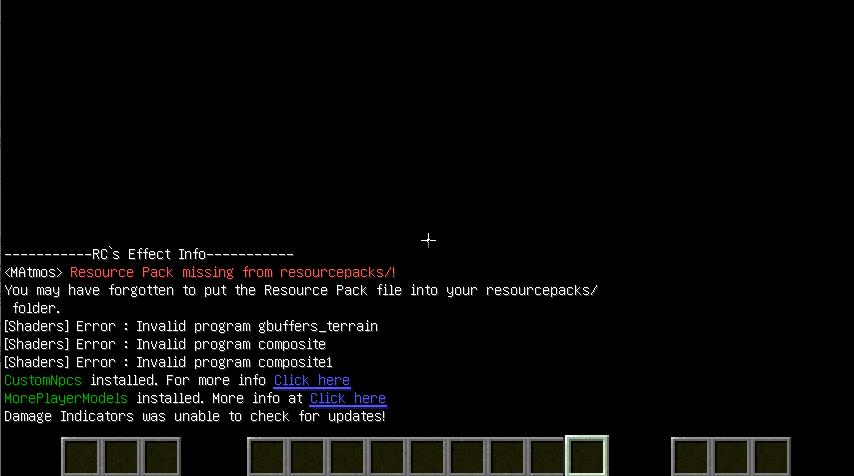 -----------RC`s Effect Info-----------
<MAtmos> Resource Pack missing from resourcepacks/!
You may have forgotten to put the Resource Pack file into your resourcepacks/
folder.
[Shaders] Error : Invalid program gbuffers_terrain
[Shaders] Error : Invalid program composite
[Shaders] Error : Invalid program composite1
CustomNpcs installed. For more info Click here
MorePlayerModels installed. More info at Click here
Damage Indicators was unable to check for updates!